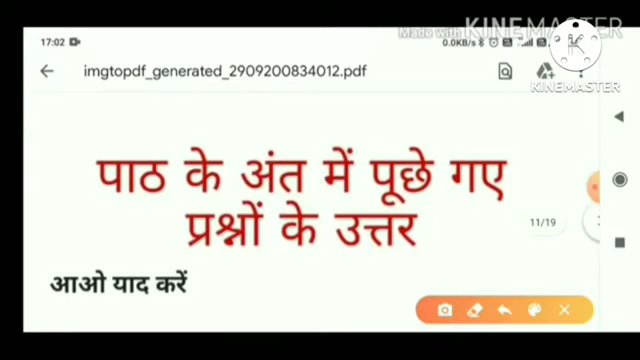 Made with KINEMASTER
17:02
0.0KB/s
KINEMASTER
imgtopdf_generated_2909200834012.pdf
पाठ के अंत में पूछे गए
प्रश्नों के उत्तर
11/19
आओ याद करें